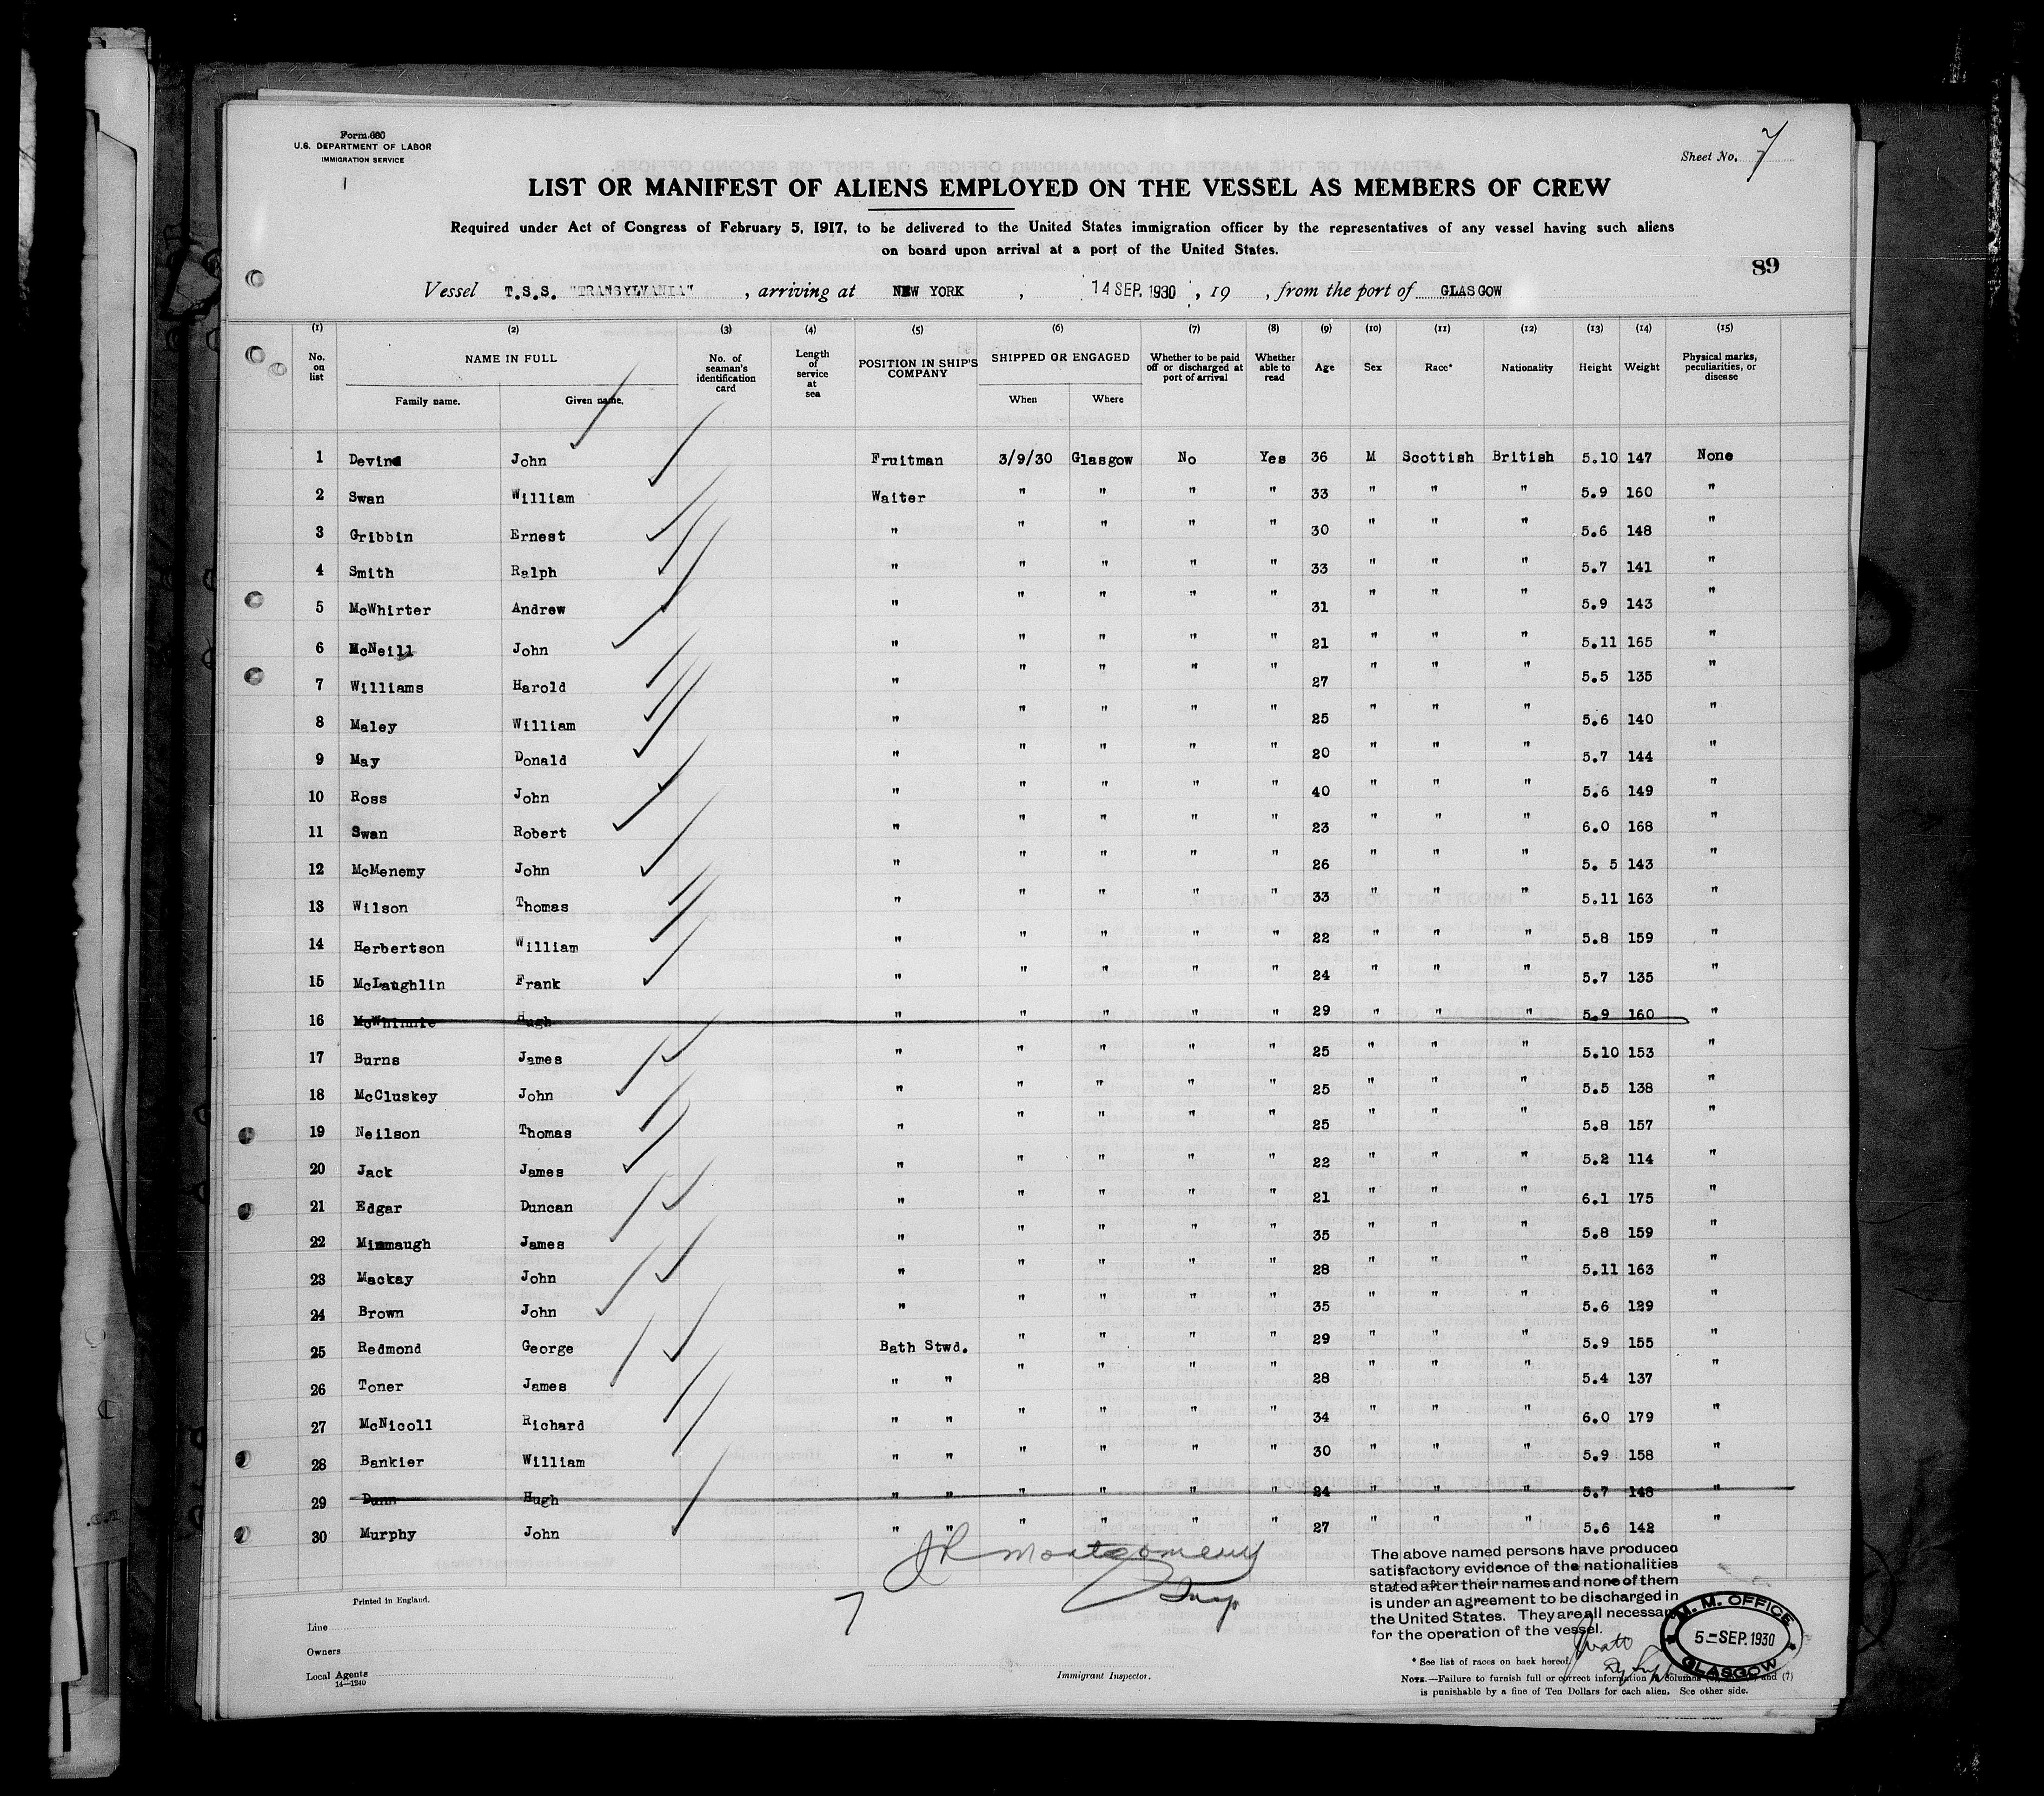 Form 680
U.S. DEPARTMENT OF LABOR
IMMIGRATION SERVICE
Sheet No. 7
7
LIST OR MANIFEST OF ALIENS EMPLOYED ON THE VESSEL AS MEMBERS OF CREW
Required under Act of Congress of February 5, 1917, to be delivered to the United States immigration officer by the representatives of any vessel having such aliens
on board upon arrival at a port of the United States.
89
Vessel T.S.S. "TRANSYLVANIA" , arriving at NEW YORK , 14 SEP. 1930 , 19 , from the port of GLASGOW
(1) (2) (3) (4) (5) (6) (7) (8) (9) (10) (11) (12) (13) (14) (15)
No. on list NAME IN FULL Family name. Given name. No. of seaman's identification card Length of service at sea POSITION IN SHIP'S COMPANY SHIPPED OR ENGAGED When Where Whether to be paid off or discharged at port of arrival Whether able to read Age Sex Race* Nationality Height Weight Physical marks, peculiarities, or disease
1 Devine John Fruitman 3/9/30 Glasgow No Yes 36 M Scottish British 5.10 147 None
2 Swan William Waiter " " " " 33 " " " 5.9 160 "
3 Gribbin Ernest " " " " " 30 " " " 5.6 148 "
4 Smith Ralph " " " " " 33 " " " 5.7 141 "
5 McWhirter Andrew " " " " " 31 " " " 5.9 143 "
6 McNeill John " " " " " 21 " " " 5.11 165 "
7 Williams Harold " " " " " 27 " " " 5.5 135 "
8 Maley William " " " " " 25 " " " 5.6 140 "
9 May Donald " " " " " 20 " " " 5.7 144 "
10 Ross John " " " " " 40 " " " 5.6 149 "
11 Swan Robert " " " " " 23 " " " 6.0 168 "
12 McMenemy John " " " " " 26 " " " 5. 5 143 "
13 Wilson Thomas " " " " " 33 " " " 5.11 163 "
14 Herbertson William " " " " " 22 " " " 5.8 159 "
15 McLaughlin Frank " " " " " 24 " " " 5.7 135 "
16 McWhinnie Hugh " " " " " 29 " " " 5.9 160 "
17 Burns James " " " " " 25 " " " 5.10 153 "
18 McCluskey John " " " " " 25 " " " 5.5 138 "
19 Neilson Thomas " " " " " 25 " " " 5.8 157 "
20 Jack James " " " " " 22 " " " 5.2 114 "
21 Edgar Duncan " " " " " 21 " " " 6.1 175 "
22 Mimmaugh James " " " " " 35 " " " 5.8 159 "
23 Mackay John " " " " " 28 " " " 5.11 163 "
24 Brown John " " " " " 35 " " " 5.6 129 "
25 Redmond George Bath Stwd. " " " " 29 " " " 5.9 155 "
26 Toner James " " " " " " 28 " " " 5.4 137 "
27 McNicoll Richard " " " " " " 34 " " " 6.0 179 "
28 Bankier William " " " " " " 30 " " " 5.9 158 "
29 Dunn Hugh " " " " " " 24 " " " 5.7 148 "
30 Murphy John " " " " " " 27 " " " 5.6 142 "
Montgomery
Insp.
7
The above named persons have produced
satisfactory evidence of the nationalities
stated after their names and none of them
is under an agreement to be discharged in
the United States. They are all necessary
for the operation of the vessel.
M. M. OFFICE
5-SEP.1930
GLASGOW
Printed in England.
Line
Owners
Local Agents
14—1240
Immigrant Inspector.
* See list of races on back hereof.
NOTE.—Failure to furnish full or correct information columns and (7)
is punishable by a fine of Ten Dollars for each alien. See other side.